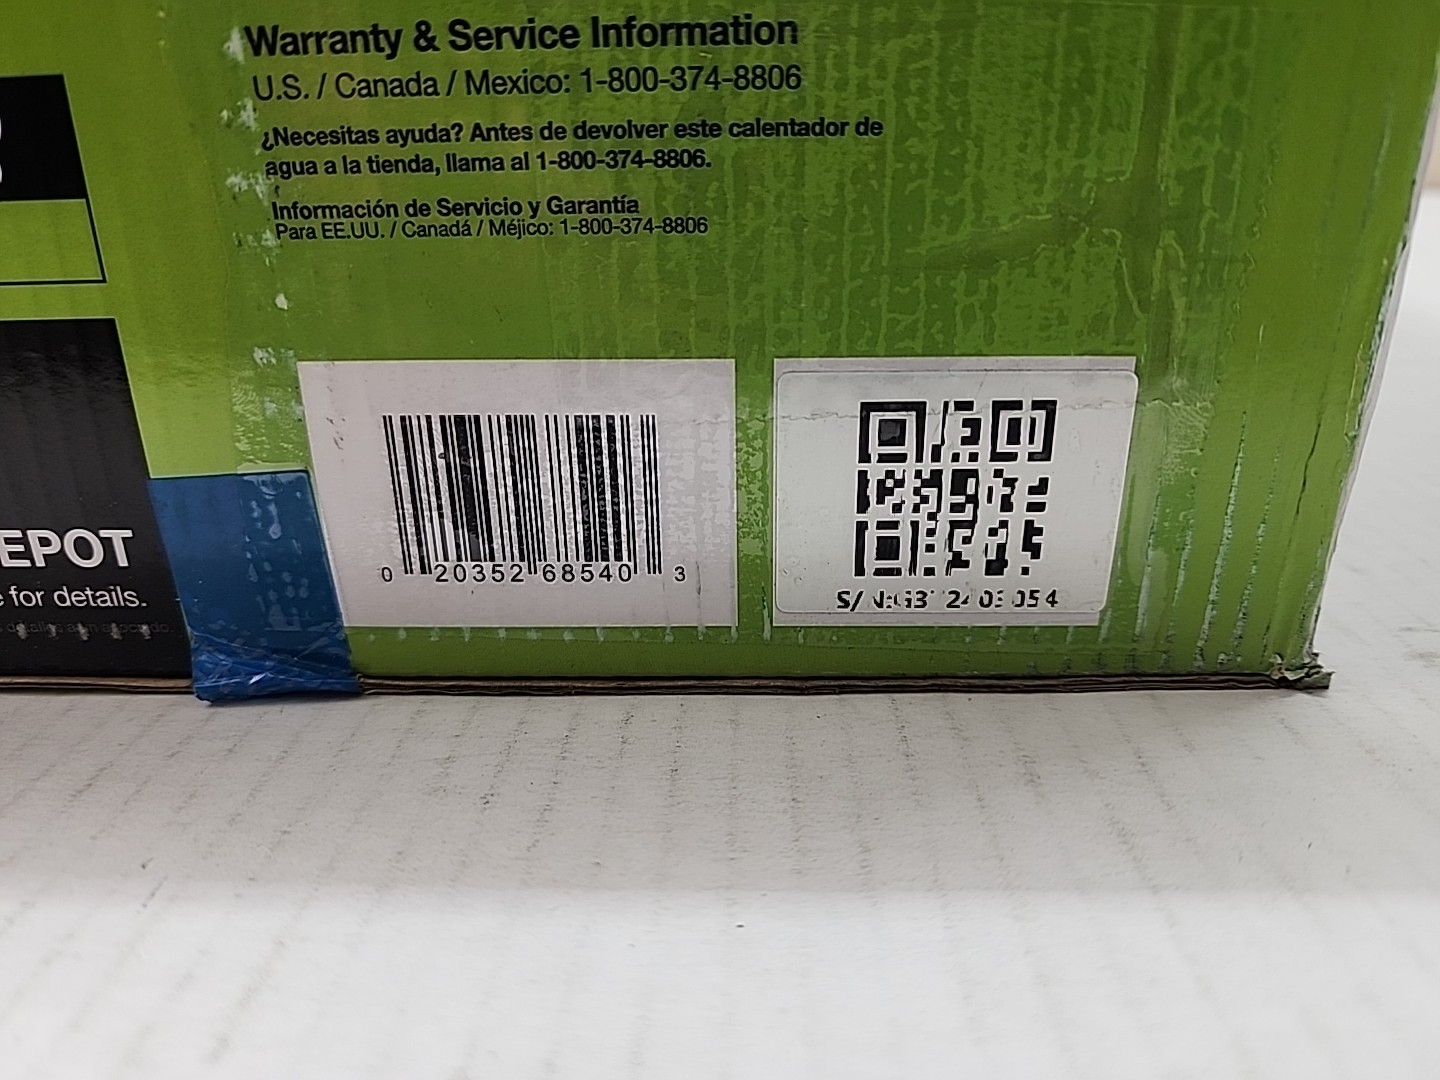 Warranty & Service Information
U.S. / Canada / Mexico: 1-800-374-8806
¿Necesitas ayuda? Antes de devolver este calentador de
agua a la tienda, llama al 1-800-374-8806.
Información de Servicio y Garantía
Para EE.UU. / Canadá / Méjico: 1-800-374-8806
EPOT
for details.
0 20352 68540 3